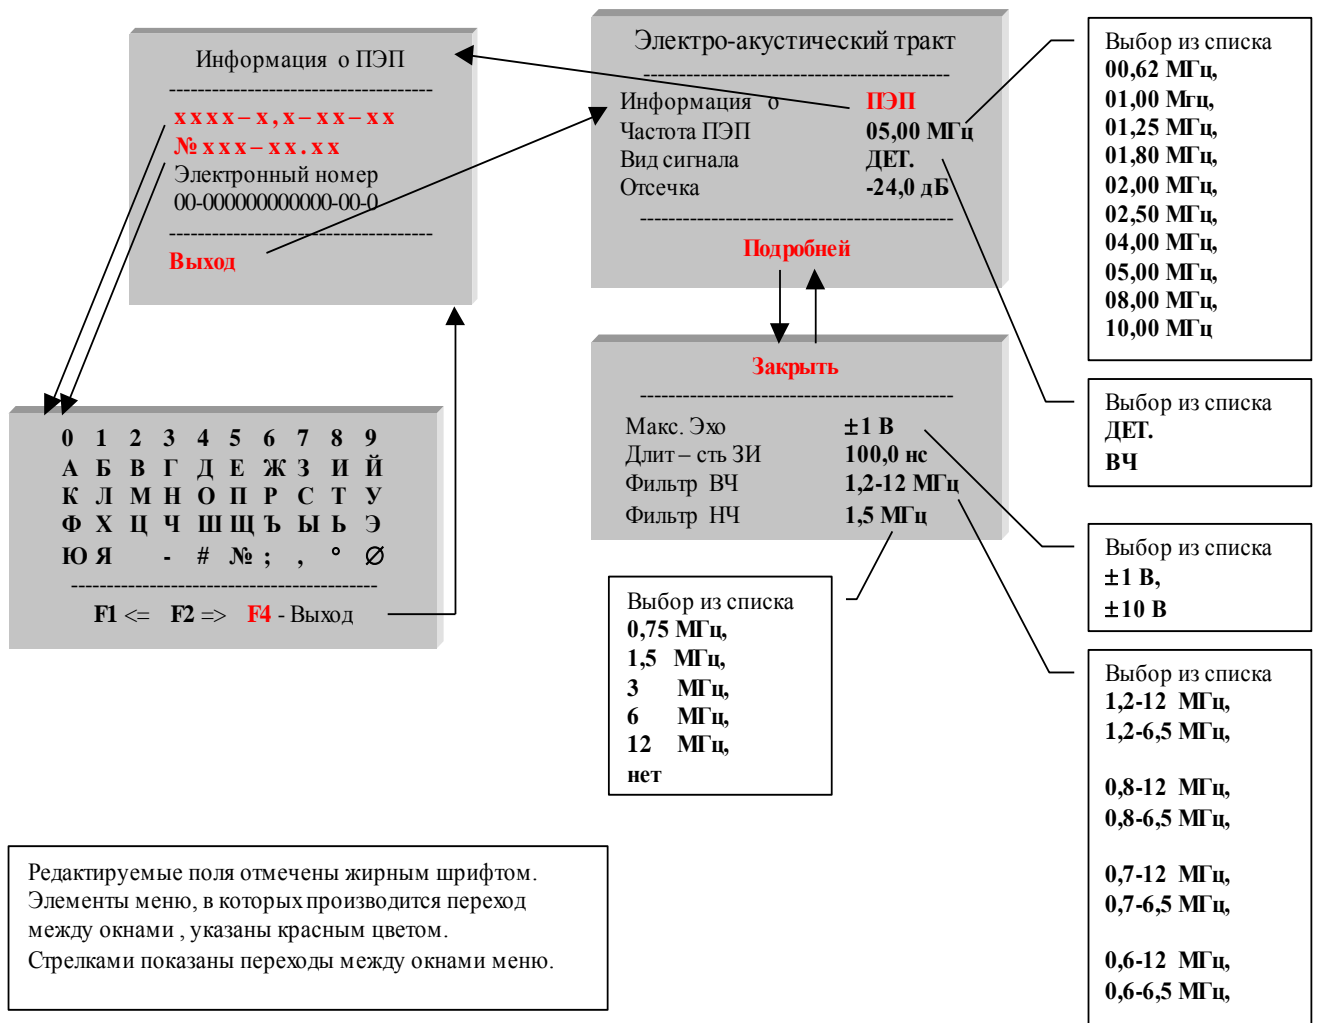 Информация о ПЭП
----------------------------------
xxxx–x,x–xx–xx
№xxx–xx.xx
Электронный номер
00-000000000000-00-0
----------------------------------
Выход
Электро-акустический тракт
----------------------------------------
Информация о ПЭП
Частота ПЭП 05,00 МГц
Вид сигнала ДЕТ.
Отсечка -24,0 дБ
----------------------------------------
Подробней
Выбор из списка
00,62 МГц,
01,00 Мгц,
01,25 МГц,
01,80 МГц,
02,00 МГц,
02,50 МГц,
04,00 МГц,
05,00 МГц,
08,00 МГц,
10,00 МГц
Закрыть
----------------------------------------
Макс. Эхо ±1 В
Длит – сть ЗИ 100,0 нс
Фильтр ВЧ 1,2-12 МГц
Фильтр НЧ 1,5 МГц
Выбор из списка
ДЕТ.
ВЧ
0 1 2 3 4 5 6 7 8 9
А Б В Г Д Е Ж З И Й
К Л М Н О П Р С Т У
Ф Х Ц Ч Ш Щ Ъ Ы Ь Э
Ю Я - # № ; , ° ∅
----------------------------------------
F1 <= F2 => F4 - Выход
Выбор из списка
±1 В,
±10 В
Выбор из списка
0,75 МГц,
1,5 МГц,
3 МГц,
6 МГц,
12 МГц,
нет
Выбор из списка
1,2-12 МГц,
1,2-6,5 МГц,
0,8-12 МГц,
0,8-6,5 МГц,
0,7-12 МГц,
0,7-6,5 МГц,
0,6-12 МГц,
0,6-6,5 МГц,
Редактируемые поля отмечены жирным шрифтом.
Элементы меню, в которых производится переход
между окнами , указаны красным цветом.
Стрелками показаны переходы между окнами меню.